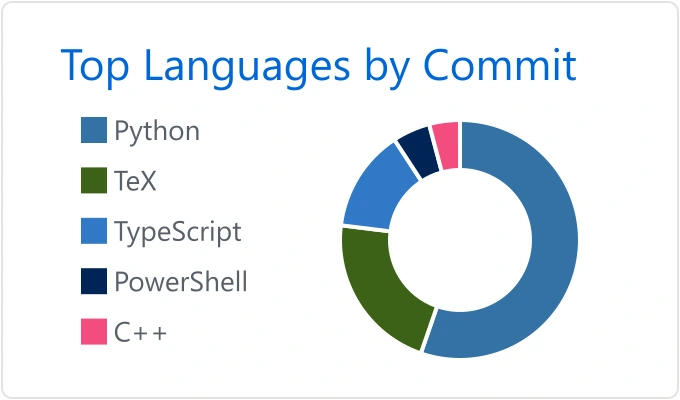 Top Languages by Commit
Python
TeX
TypeScript
PowerShell
C++